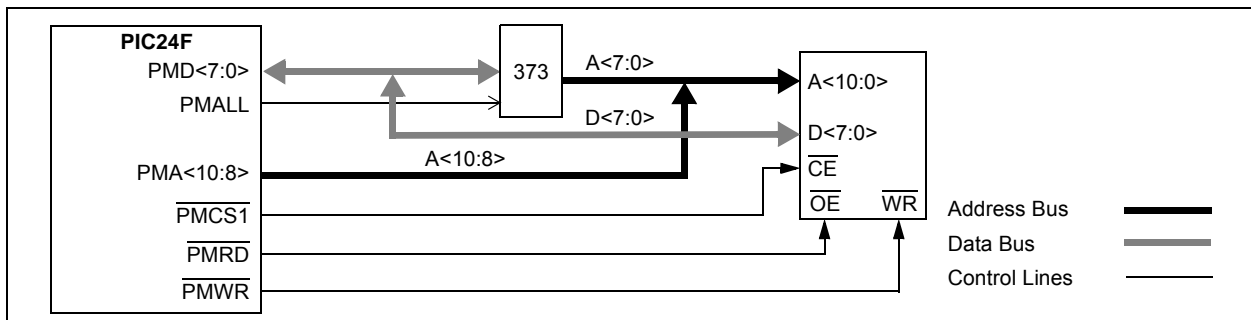 PIC24F
PMD<7:0>
PMALL
PMA<10:8>
PMCS1
PMRD
PMWR
373
A<7:0>
D<7:0>
A<10:8>
A<10:0>
D<7:0>
CE
OE WR
Address Bus
Data Bus
Control Lines